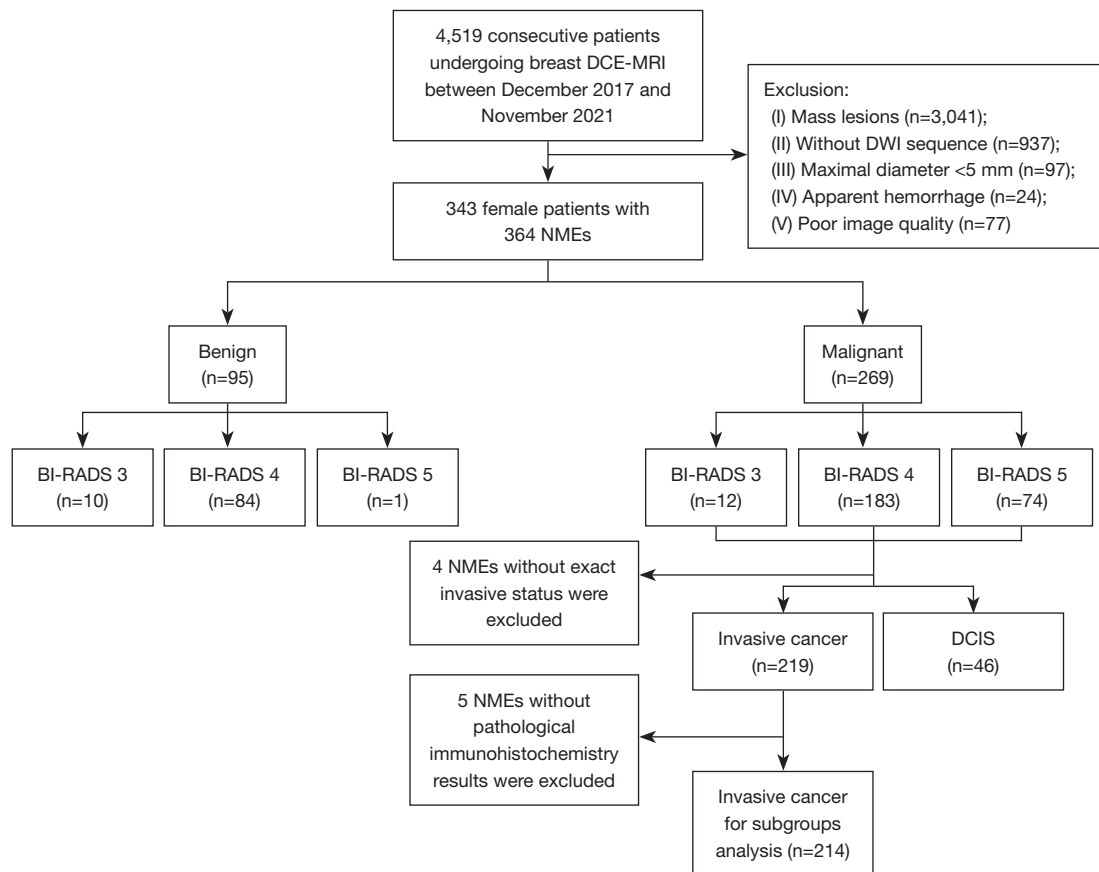 4,519 consecutive patients
undergoing breast DCE-MRI
between December 2017 and
November 2021
Exclusion:
(I) Mass lesions (n=3,041);
(II) Without DWI sequence (n=937);
(III) Maximal diameter <5 mm (n=97);
(IV) Apparent hemorrhage (n=24);
(V) Poor image quality (n=77)
343 female patients with
364 NMEs
Benign
(n=95)
Malignant
(n=269)
BI-RADS 3
(n=10)
BI-RADS 4
(n=84)
BI-RADS 5
(n=1)
BI-RADS 3
(n=12)
BI-RADS 4
(n=183)
BI-RADS 5
(n=74)
4 NMEs without exact
invasive status were
excluded
Invasive cancer
(n=219)
DCIS
(n=46)
5 NMEs without
pathological
immunohistochemistry
results were excluded
Invasive cancer
for subgroups
analysis (n=214)